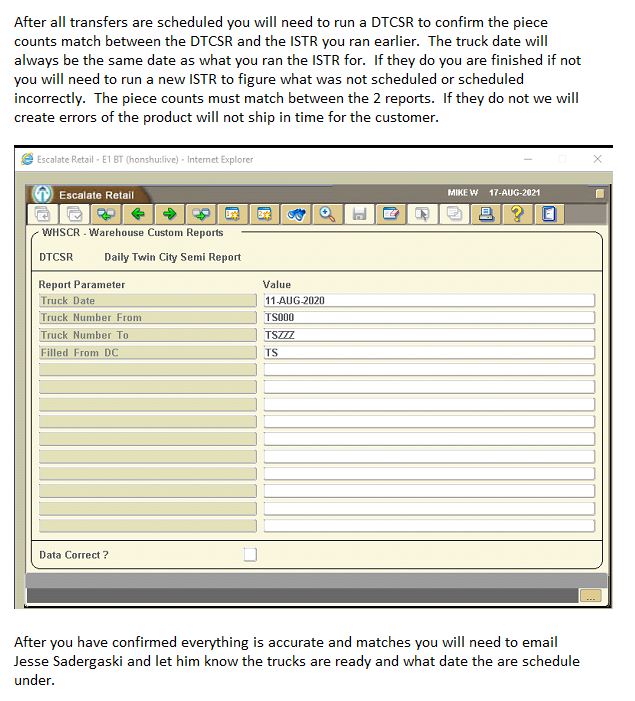 After all transfers are scheduled you will need to run a DTCSR to confirm the piece
counts match between the DTCSR and the ISTR you ran earlier.  The truck date will
always be the same date as what you ran the ISTR for.  If they do you are finished if not
you will need to run a new ISTR to figure what was not scheduled or scheduled
incorrectly.  The piece counts must match between the 2 reports.  If they do not we will
create errors of the product will not ship in time for the customer.
Escalate Retail - E1 BT (honshu:live) - Internet Explorer
Escalate Retail MIKE W 17-AUG-2021
WHSCR - Warehouse Custom Reports
DTCSR Daily Twin City Semi Report
Report Parameter Value
Truck Date 11-AUG-2020
Truck Number From TS000
Truck Number To TSZZZ
Filled From DC TS
Data Correct ?
...
After you have confirmed everything is accurate and matches you will need to email
Jesse Sadergaski and let him know the trucks are ready and what date the are schedule
under.